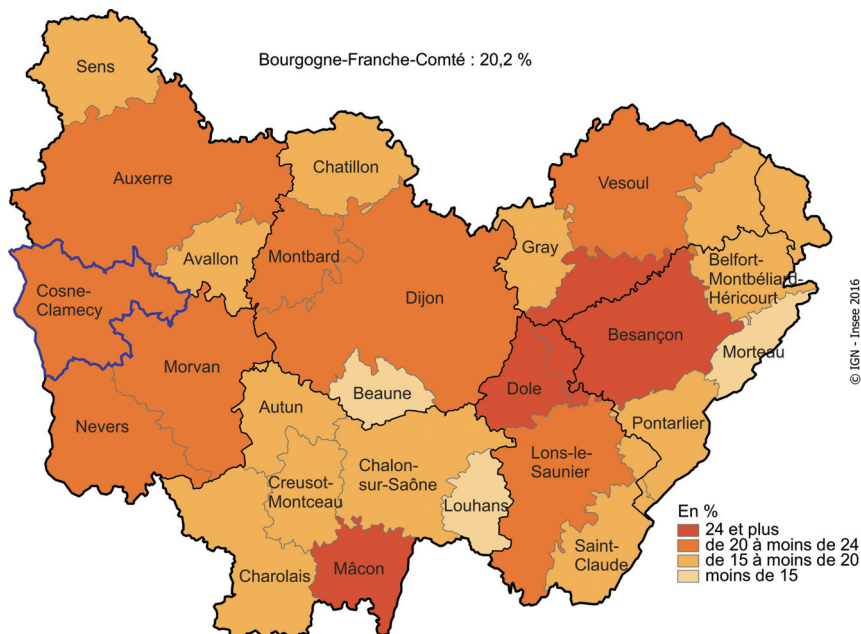 Bourgogne-Franche-Comté : 20,2 %
Sens
Auxerre
Chatillon
Vesoul
Avallon
Montbard
Gray
Belfort-
Montbéliard-
Héricourt
Cosne-
Clamecy
Dijon
Besançon
Morteau
Morvan
Dole
Beaune
Autun
Nevers
Pontarlier
Lons-le-
Saunier
Chalon-
sur-Saône
Creusot-
Montceau
Louhans
Saint-
Claude
Charolais
Mâcon
En %
24 et plus
de 20 à moins de 24
de 15 à moins de 20
moins de 15
© IGN - Insee 2016